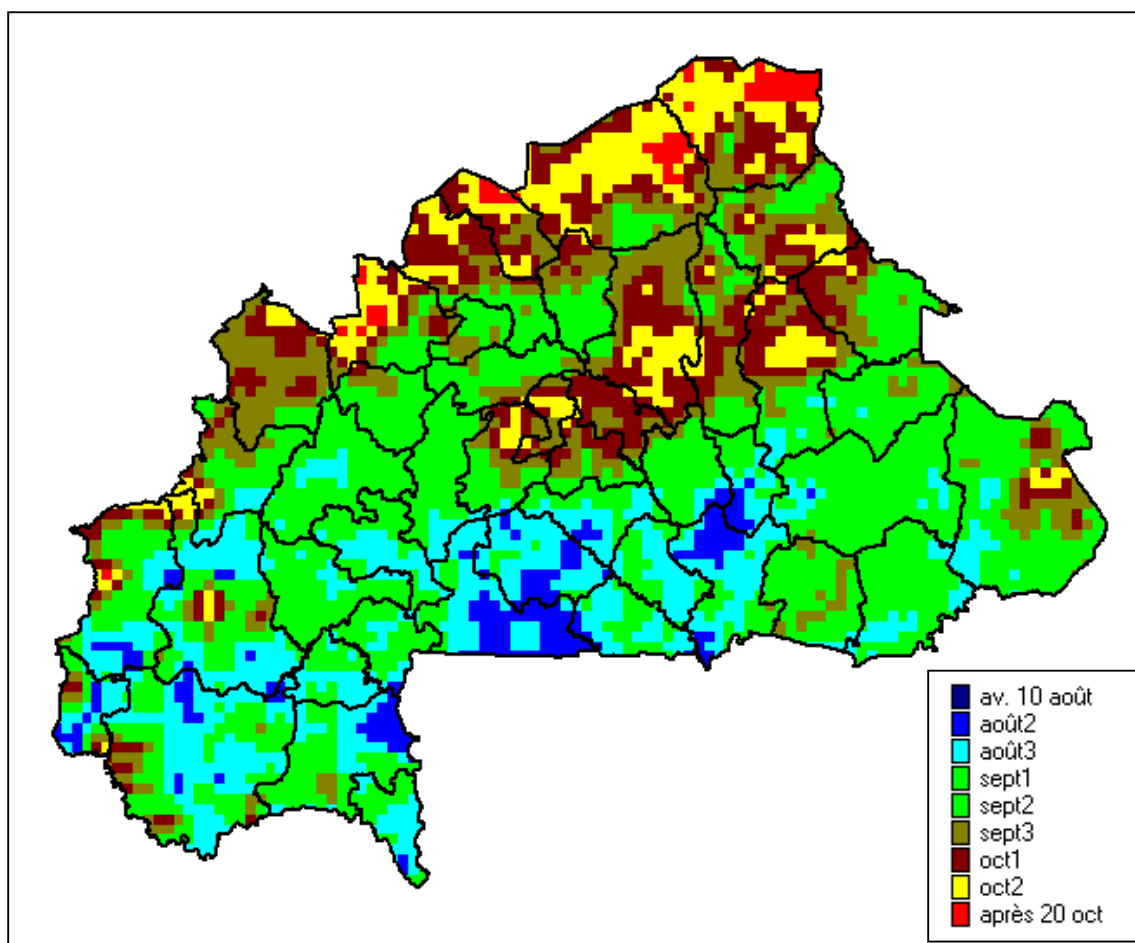 av. 10 août
août2
août3
sept1
sept2
sept3
oct1
oct2
après 20 oct